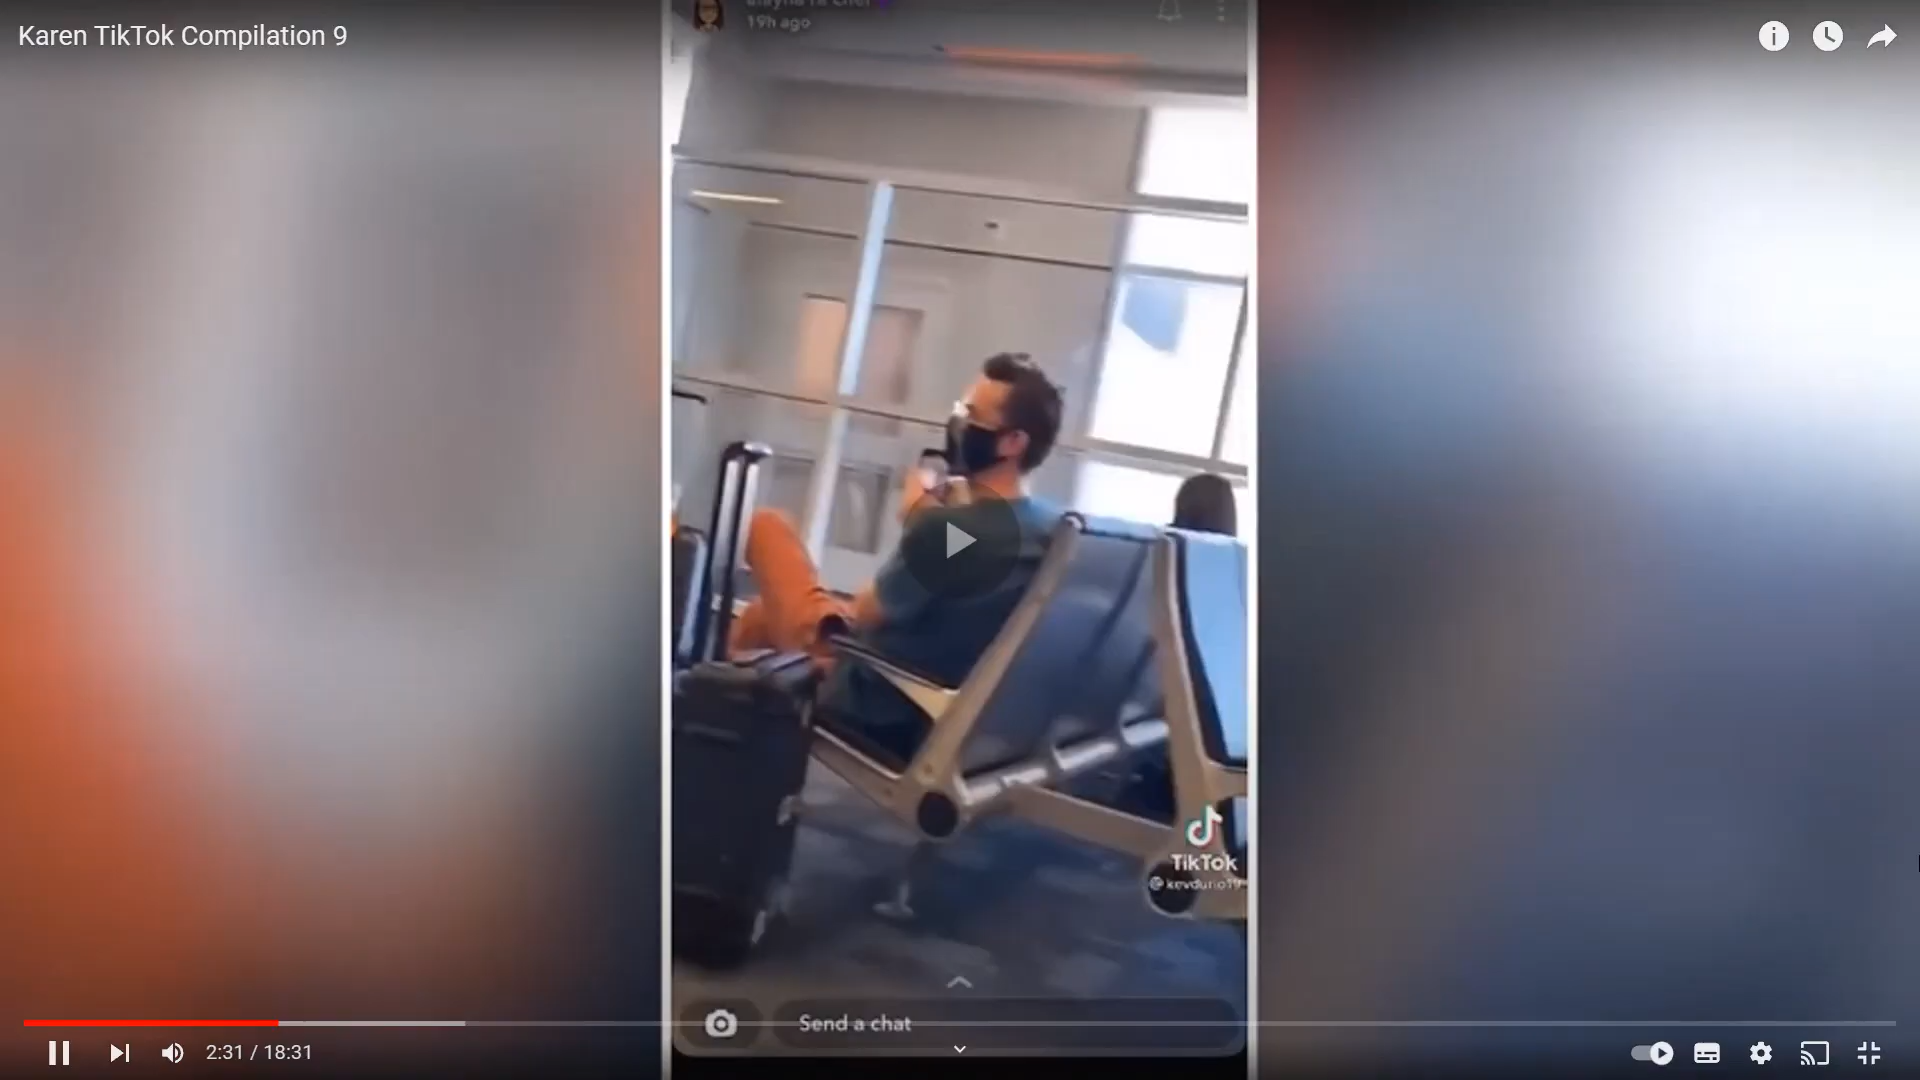 Karen TikTok Compilation 9
19h ago
TikTok
Send a chat
2:31 / 18:31